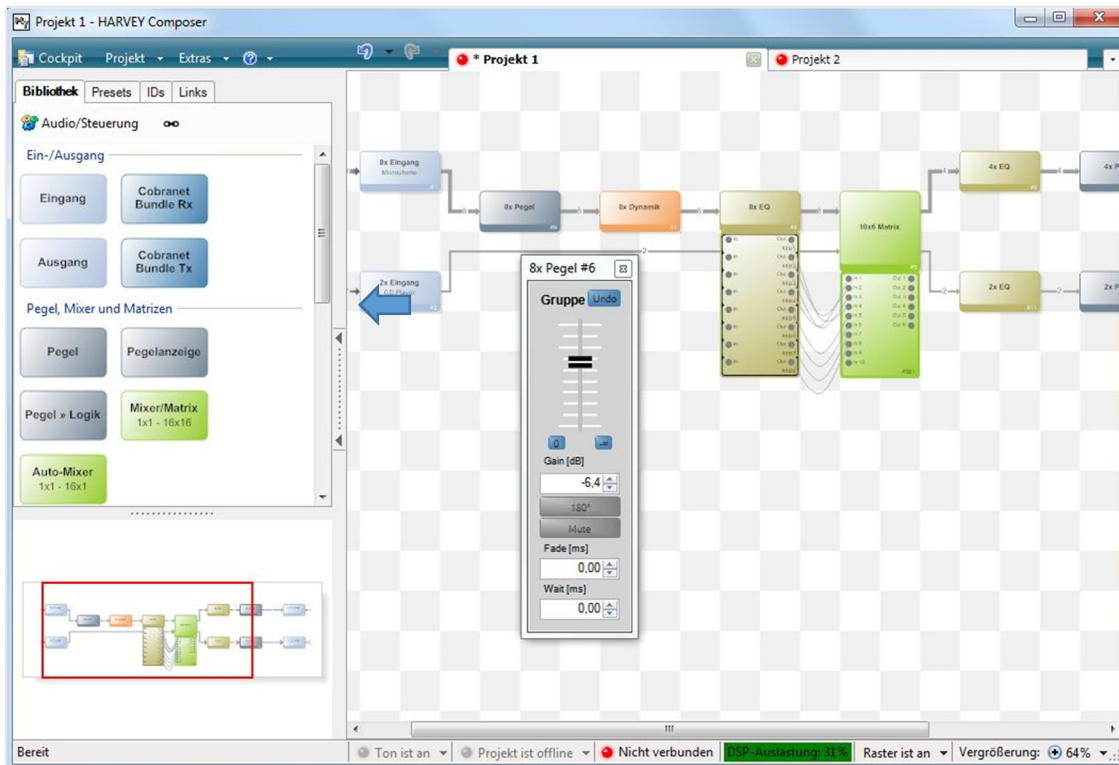 Projekt 1 - HARVEY Composer
Cockpit Projekt Extras
* Projekt 1
Projekt 2
Bibliothek Presets IDs Links
Audio/Steuerung
Ein-/Ausgang
Eingang
Cobranet
Bundle Rx
Ausgang
Cobranet
Bundle Tx
Pegel, Mixer und Matrizen
Pegel
Pegelanzeige
Pegel » Logik
Mixer/Matrix
1x1 - 16x16
Auto-Mixer
1x1 - 16x1
8x Eingang
Microphone
8x Pegel
8x Dynamik
8x EQ
10x6 Matrix
4x EQ
4x P
2x Eingang
CD Player
2x EQ
2x P
8x Pegel #6
Gruppe Undo
0 -∞
Gain [dB]
-6,4
180°
Mute
Fade [ms]
0,00
Wait [ms]
0,00
Bereit
Ton ist an
Projekt ist offline
Nicht verbunden
DSP-Auslastung: 31%
Raster ist an
Vergrößerung: 64%